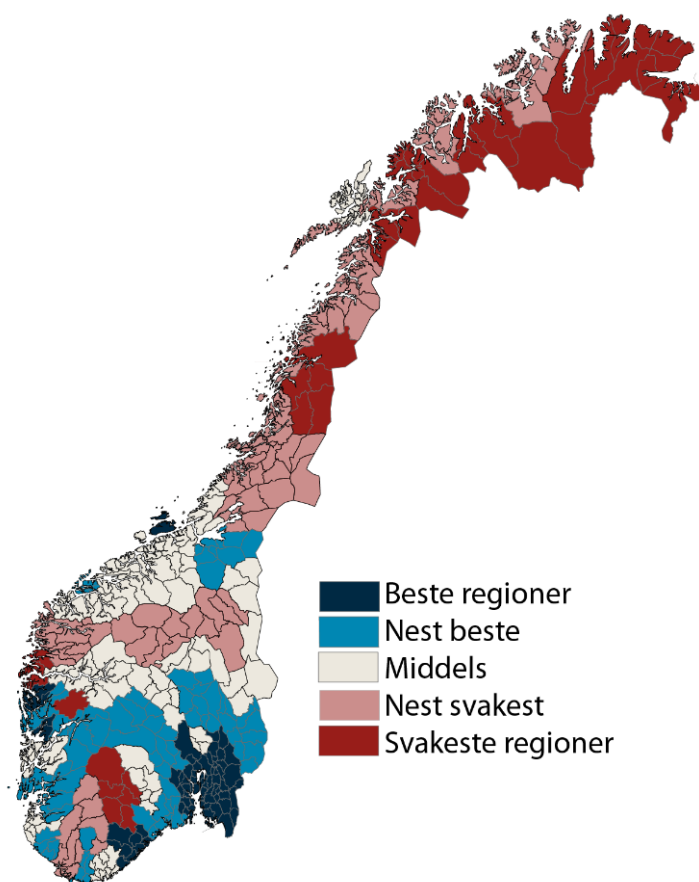 Beste regioner
Nest beste
Middels
Nest svakest
Svakeste regioner